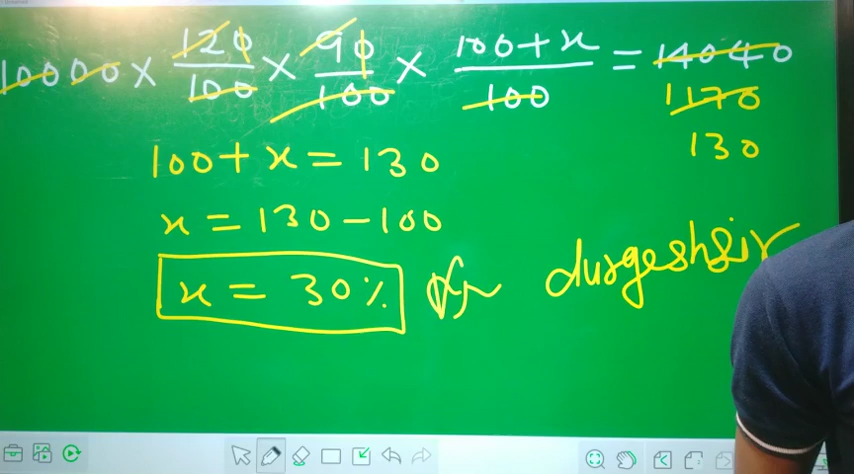 10000 × 120/100 × 90/100 × 100+x/100 = 14040
1170
130
100+x = 130
x = 130-100
x = 30%
durgeshsir